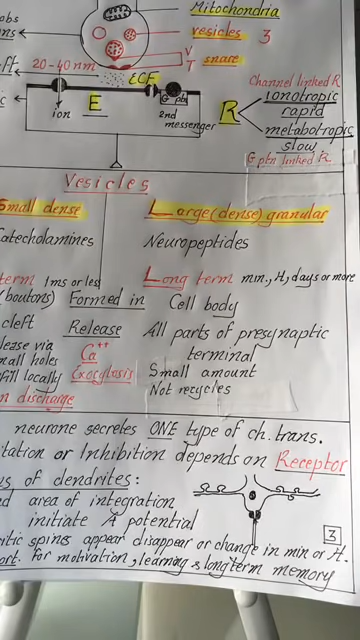 Mitochondria
vesicles 3
V
T snare
20-40 nm
ECF
E
ion
G ptn
2nd
messenger
R
Channel linked R
ionotropic
rapid
metabotropic
slow
G ptn linked R
Vesicles
Small dense
Large (dense) granular
Catecholamines
Neuropeptides
term 1ms or less
Long term min, H, days or more
(boutons) Formed in Cell body
cleft Release All parts of presynaptic
terminal
lease via Ca++
mall holes Exocytosis Small amount
fill locally Not recycles
n discharge
neurone secretes ONE type of ch. trans.
itation or Inhibition depends on Receptor
us of dendrites:
ed area of integration
initiate A potential
itic spines appear disappear or change in min or H.
ort. for motivation, learning & long term memory
3